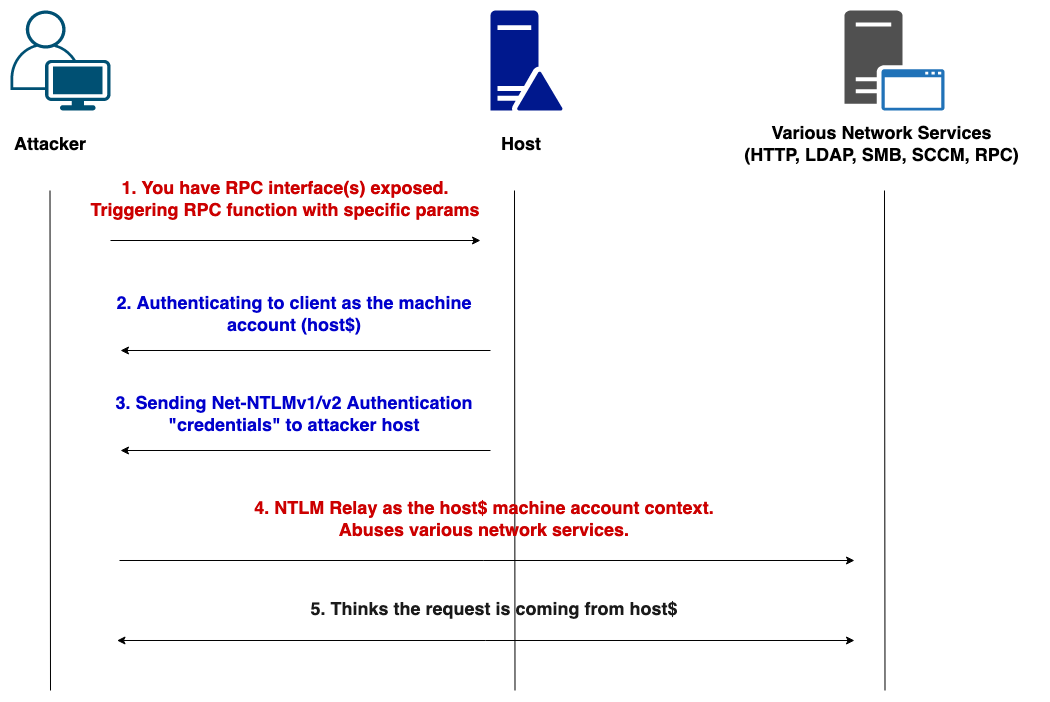 Attacker
Host
Various Network Services
(HTTP, LDAP, SMB, SCCM, RPC)
1. You have RPC interface(s) exposed.
Triggering RPC function with specific params
2. Authenticating to client as the machine
account (host$)
3. Sending Net-NTLMv1/v2 Authentication
"credentials" to attacker host
4. NTLM Relay as the host$ machine account context.
Abuses various network services.
5. Thinks the request is coming from host$